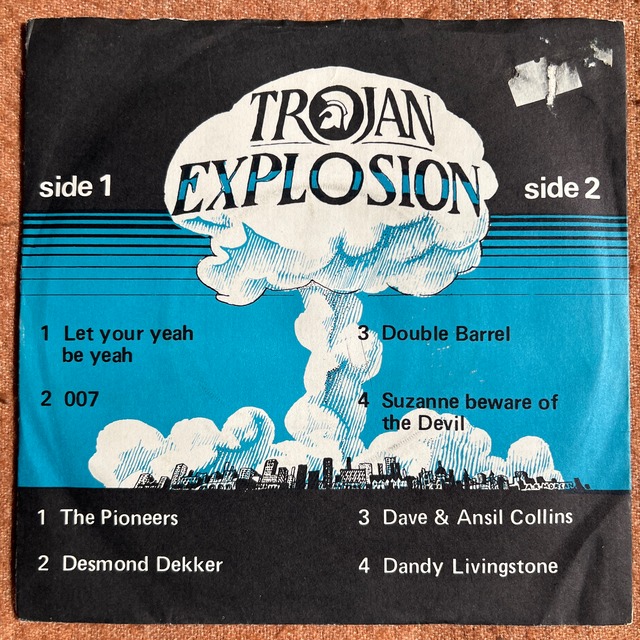 TROJAN
EXPLOSION
side 1
side 2
1 Let your yeah
be yeah
2 007
3 Double Barrel
4 Suzanne beware of
the Devil
1 The Pioneers
2 Desmond Dekker
3 Dave & Ansil Collins
4 Dandy Livingstone